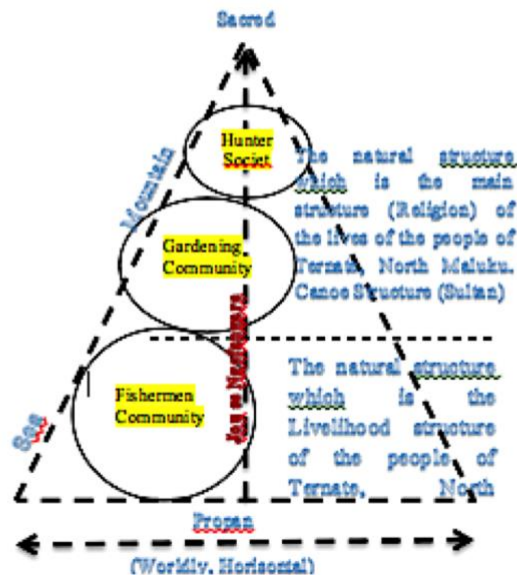 Sacred
Hunter
Societ
Mountain
The natural structure
which is the main
structure (Religion) of
the lives of the people of
Ternate, North Maluku.
Canoe Structure (Sultan)
Gardening
Community
Fishermen
Community
Sea
The natural structure
which is the
Livelihood structure
of the people of
Ternate, North
Propan
(Worldly, Horisontal)